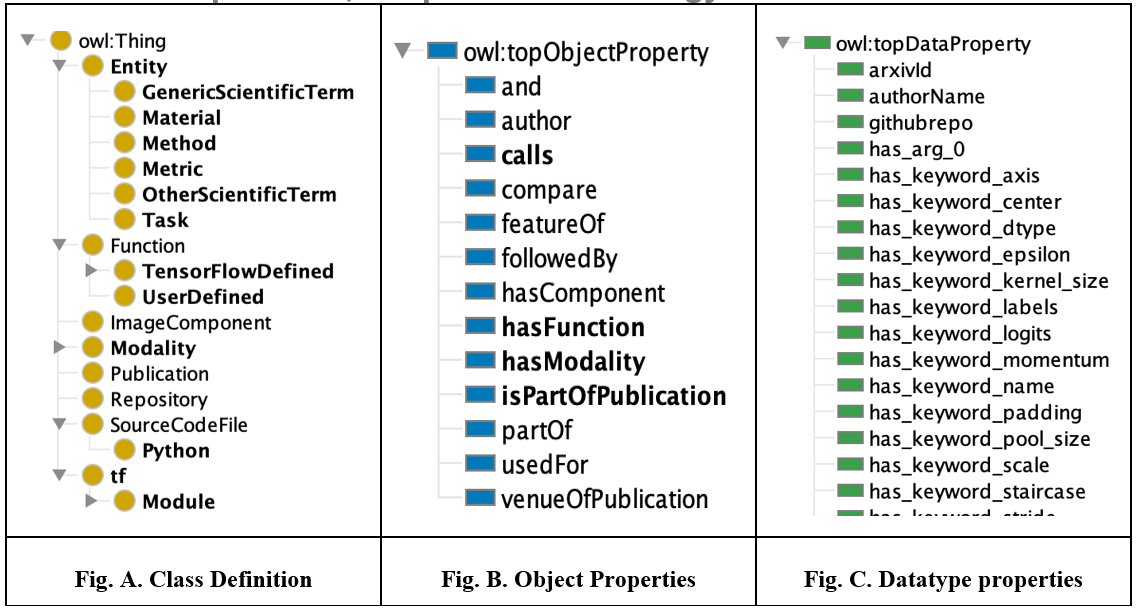 owl:Thing
Entity
GenericScientificTerm
Material
Method
Metric
OtherScientificTerm
Task
Function
TensorFlowDefined
UserDefined
ImageComponent
Modality
Publication
Repository
SourceCodeFile
Python
tf
Module
Fig. A. Class Definition
owl:topObjectProperty
and
author
calls
compare
featureOf
followedBy
hasComponent
hasFunction
hasModality
isPartOfPublication
partOf
usedFor
venueOfPublication
Fig. B. Object Properties
owl:topDataProperty
arxivId
authorName
githubrepo
has_arg_0
has_keyword_axis
has_keyword_center
has_keyword_dtype
has_keyword_epsilon
has_keyword_kernel_size
has_keyword_labels
has_keyword_logits
has_keyword_momentum
has_keyword_name
has_keyword_padding
has_keyword_pool_size
has_keyword_scale
has_keyword_staircase
Fig. C. Datatype properties